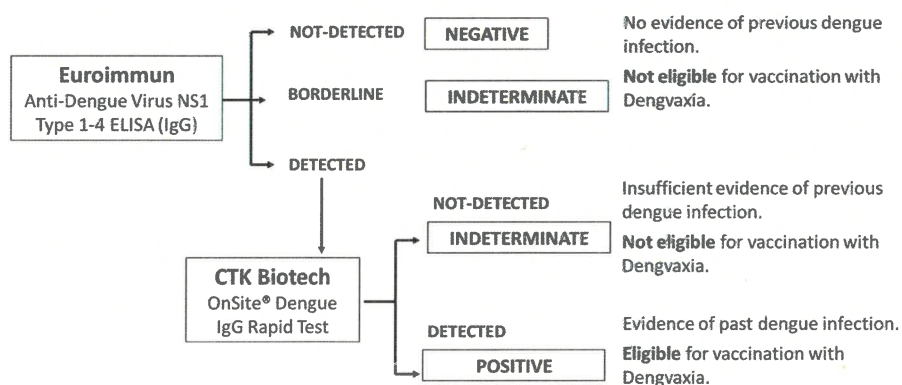 Euroimmun
Anti-Dengue Virus NS1
Type 1-4 ELISA (IgG)
NOT-DETECTED
NEGATIVE
No evidence of previous dengue
infection.
BORDERLINE
INDETERMINATE
Not eligible for vaccination with
Dengvaxia.
DETECTED
CTK Biotech
OnSite® Dengue
IgG Rapid Test
NOT-DETECTED
INDETERMINATE
Insufficient evidence of previous
dengue infection.
Not eligible for vaccination with
Dengvaxia.
DETECTED
POSITIVE
Evidence of past dengue infection.
Eligible for vaccination with
Dengvaxia.